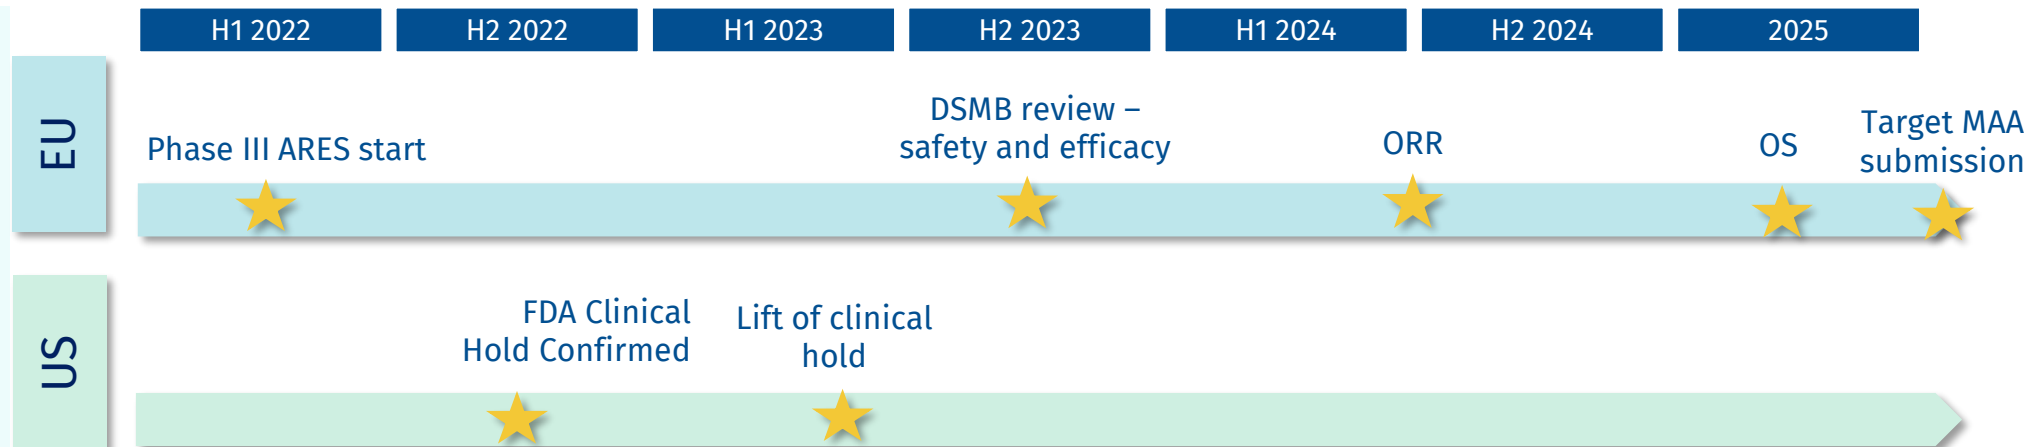 H1 2022
H2 2022
H1 2023
H2 2023
H1 2024
H2 2024
2025
EU
Phase III ARES start
DSMB review –
safety and efficacy
ORR
OS
Target MAA
submission
US
FDA Clinical
Hold Confirmed
Lift of clinical
hold